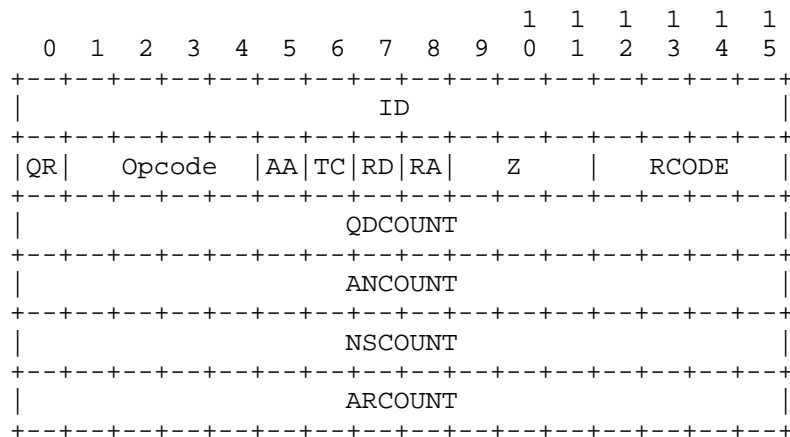 1  1  1  1  1  1
  0  1  2  3  4  5  6  7  8  9  0  1  2  3  4  5
+--+--+--+--+--+--+--+--+--+--+--+--+--+--+--+--+
|                      ID                       |
+--+--+--+--+--+--+--+--+--+--+--+--+--+--+--+--+
|QR|   Opcode  |AA|TC|RD|RA|   Z    |   RCODE   |
+--+--+--+--+--+--+--+--+--+--+--+--+--+--+--+--+
|                    QDCOUNT                    |
+--+--+--+--+--+--+--+--+--+--+--+--+--+--+--+--+
|                    ANCOUNT                    |
+--+--+--+--+--+--+--+--+--+--+--+--+--+--+--+--+
|                    NSCOUNT                    |
+--+--+--+--+--+--+--+--+--+--+--+--+--+--+--+--+
|                    ARCOUNT                    |
+--+--+--+--+--+--+--+--+--+--+--+--+--+--+--+--+